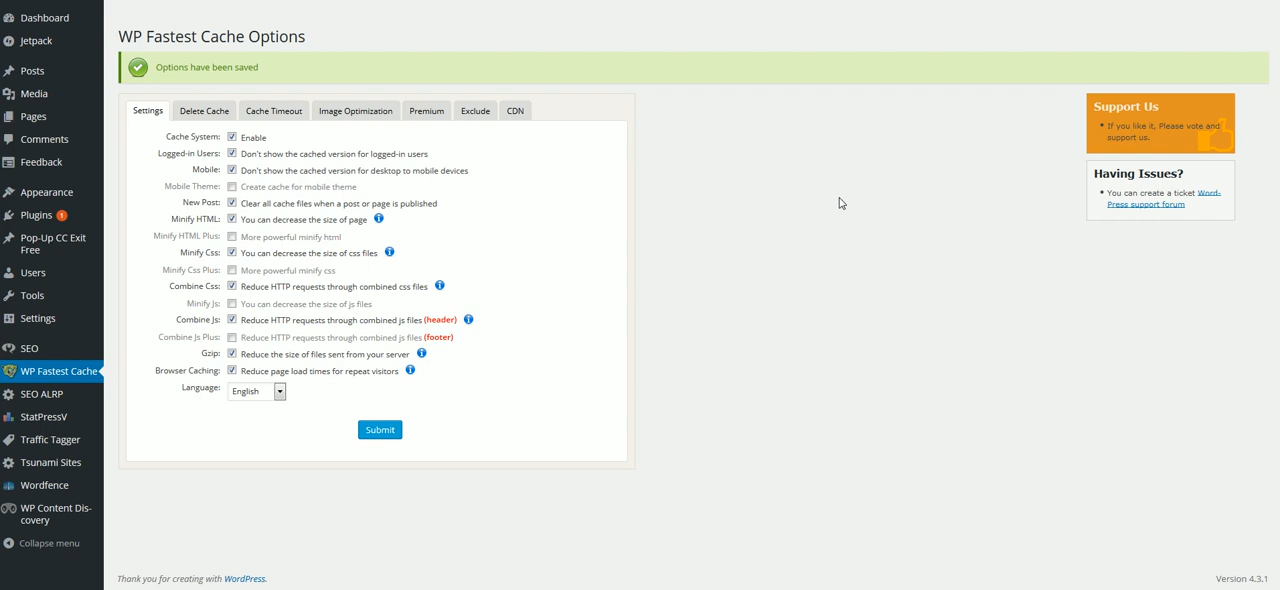 Dashboard
Jetpack
Posts
Media
Pages
Comments
Feedback
Appearance
Plugins 1
Pop-Up CC Exit
Free
Users
Tools
Settings
SEO
WP Fastest Cache
SEO ALRP
StatPressV
Traffic Tagger
Tsunami Sites
Wordfence
WP Content Dis-
covery
Collapse menu
WP Fastest Cache Options
Options have been saved
Settings Delete Cache Cache Timeout Image Optimization Premium Exclude CDN
Cache System: Enable
Logged-in Users: Don't show the cached version for logged-in users
Mobile: Don't show the cached version for desktop to mobile devices
Mobile Theme: Create cache for mobile theme
New Post: Clear all cache files when a post or page is published
Minify HTML: You can decrease the size of page
Minify HTML Plus: More powerful minify html
Minify Css: You can decrease the size of css files
Minify Css Plus: More powerful minify css
Combine Css: Reduce HTTP requests through combined css files
Minify Js: You can decrease the size of js files
Combine Js: Reduce HTTP requests through combined js files (header)
Combine Js Plus: Reduce HTTP requests through combined js files (footer)
Gzip: Reduce the size of files sent from your server
Browser Caching: Reduce page load times for repeat visitors
Language: English
Submit
Support Us
If you like it, Please vote and
support us.
Having Issues?
You can create a ticket Word-
Press support forum
Thank you for creating with WordPress.
Version 4.3.1